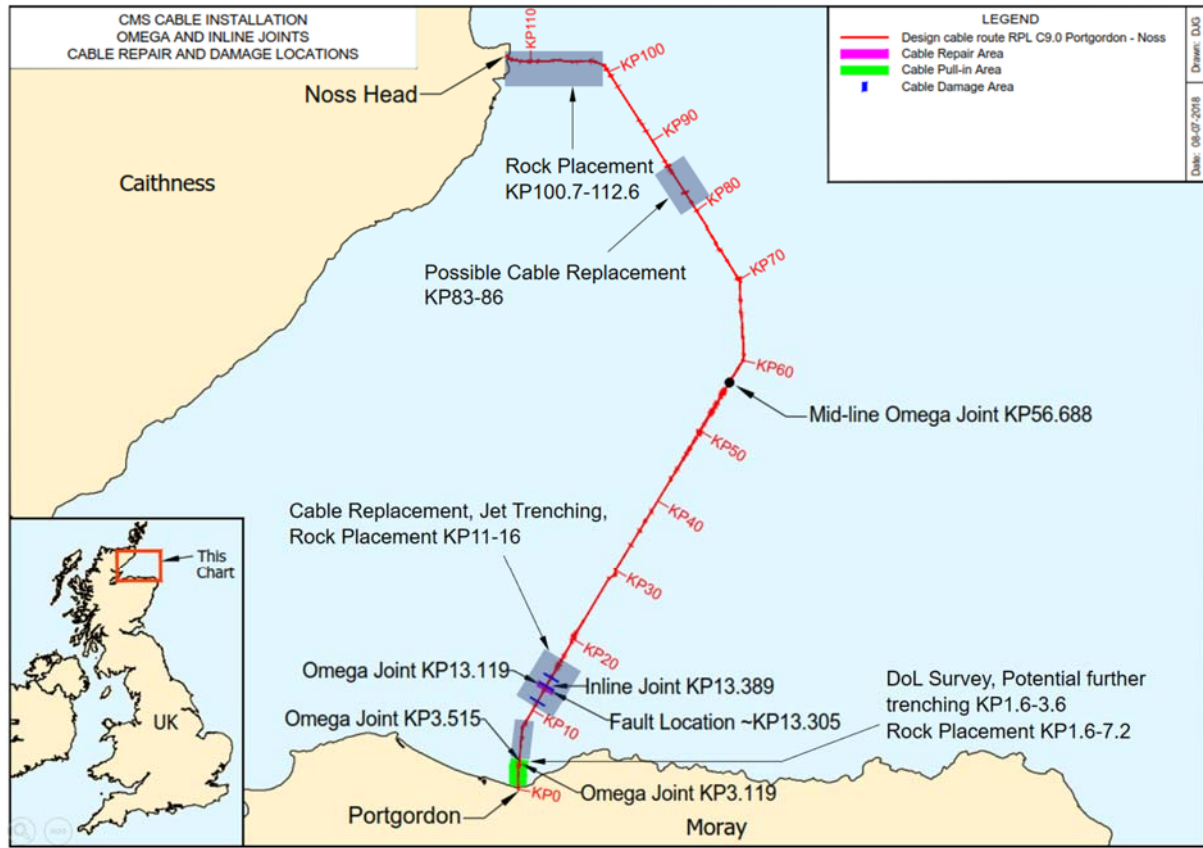 CMS CABLE INSTALLATION
OMEGA AND INLINE JOINTS
CABLE REPAIR AND DAMAGE LOCATIONS
LEGEND
Design cable route RPL C9.0 Portgordon - Noss
Cable Repair Area
Cable Pull-in Area
Cable Damage Area
Drawn: DJG
Date: 08-07-2018
KP110
KP100
Noss Head
KP90
Rock Placement
KP100.7-112.6
Caithness
KP80
Possible Cable Replacement
KP83-86
KP70
KP60
Mid-line Omega Joint KP56.688
KP50
Cable Replacement, Jet Trenching,
Rock Placement KP11-16
KP40
This
Chart
KP30
KP20
Omega Joint KP13.119
Inline Joint KP13.389
DoL Survey, Potential further
trenching KP1.6-3.6
Rock Placement KP1.6-7.2
Omega Joint KP3.515
KP10
Fault Location ~KP13.305
UK
KP0
Omega Joint KP3.119
Portgordon
Moray